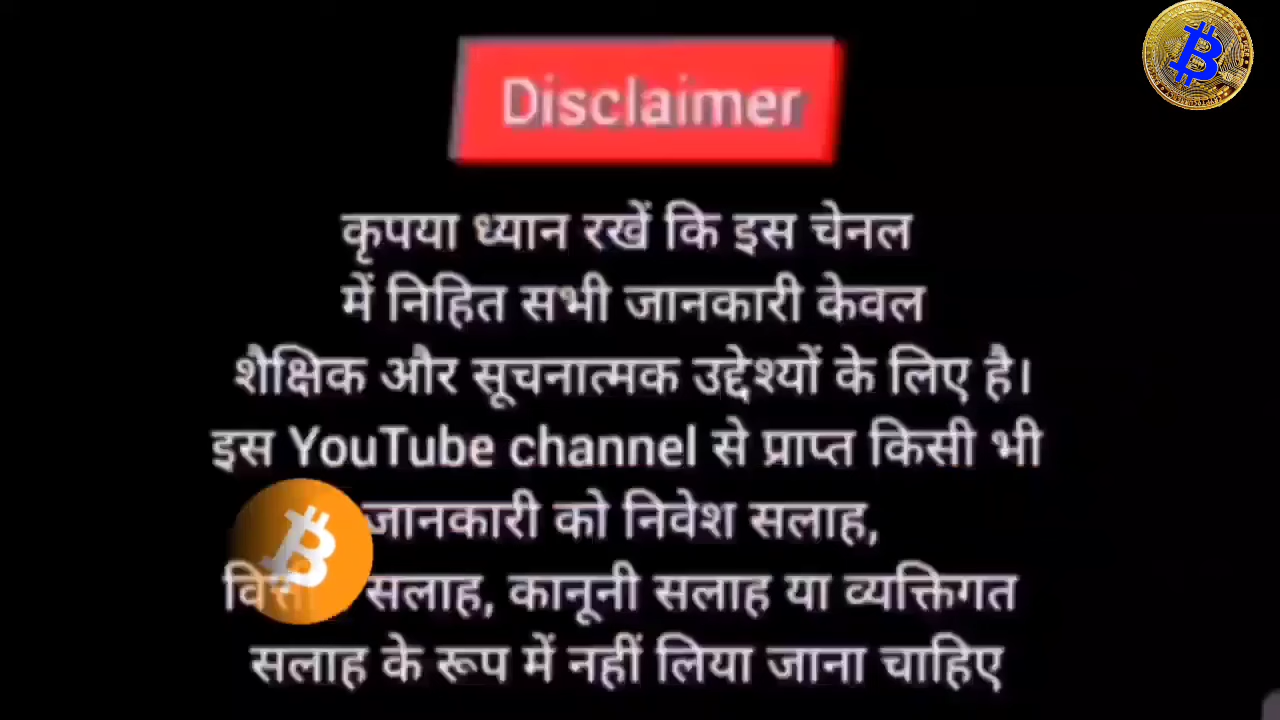 Disclaimer
कृपया ध्यान रखें कि इस चेनल
में निहित सभी जानकारी केवल
शैक्षिक और सूचनात्मक उद्देश्यों के लिए है।
इस YouTube channel से प्राप्त किसी भी
जानकारी को निवेश सलाह,
सलाह, कानूनी सलाह या व्यक्तिगत
सलाह के रूप में नहीं लिया जाना चाहिए